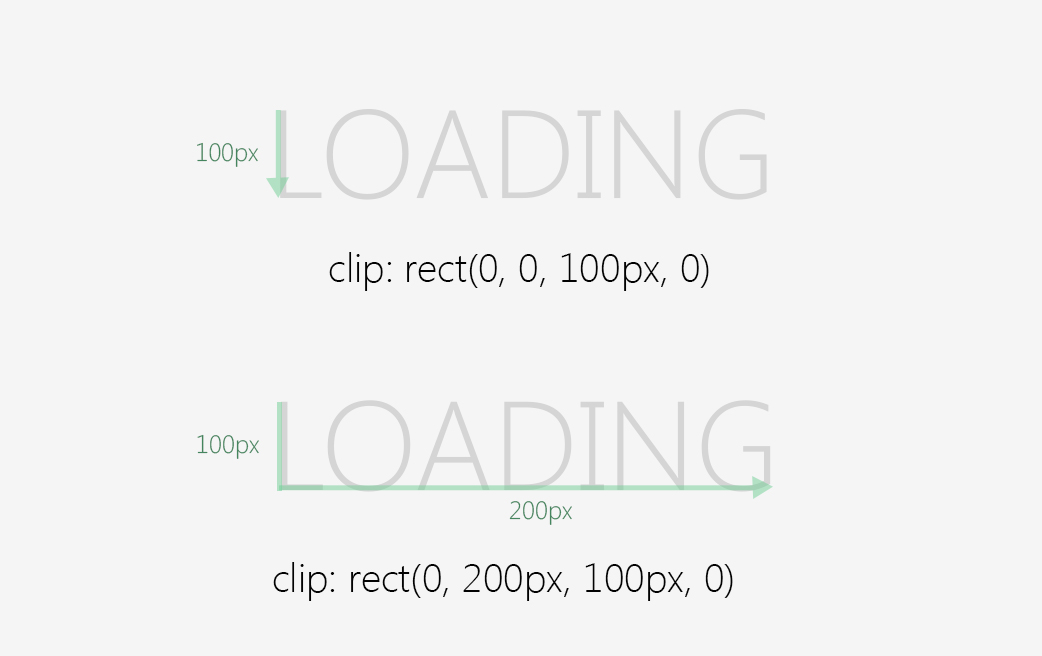 LOADING
100px
clip: rect(0, 0, 100px, 0)
LOADING
100px
200px
clip: rect(0, 200px, 100px, 0)